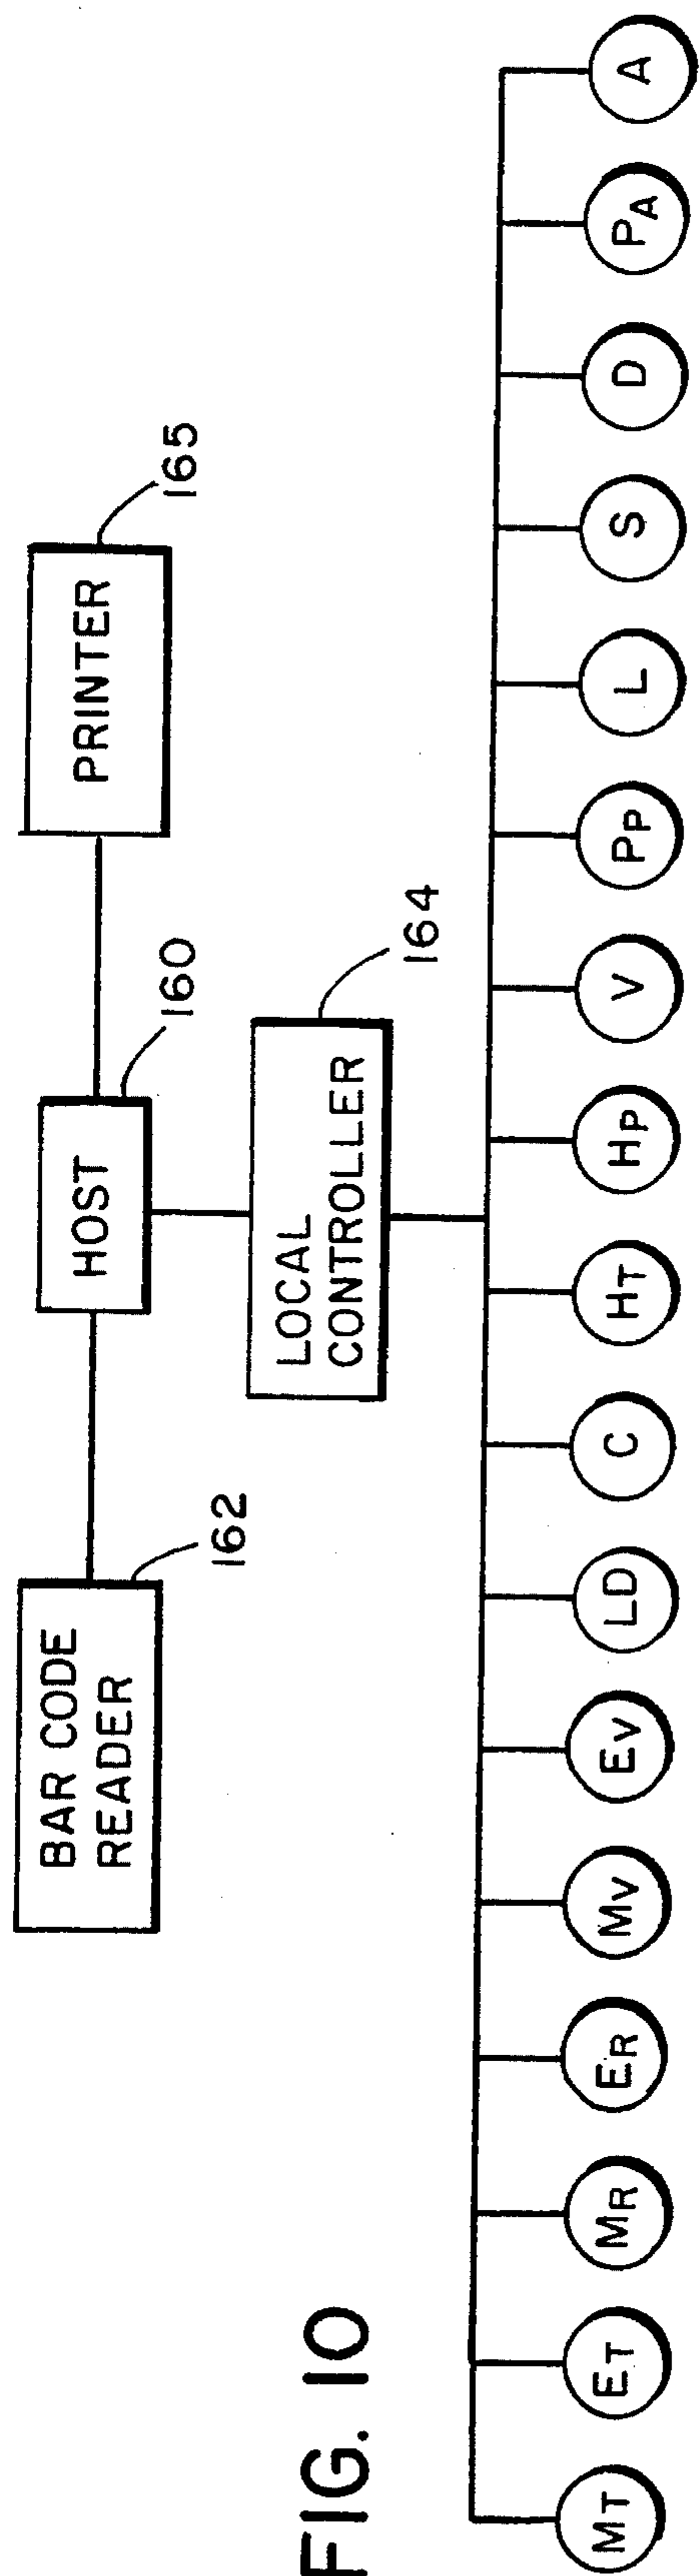 BAR CODE
READER
162
HOST
160
PRINTER
165
LOCAL
CONTROLLER
164
MT
ET
MR
ER
MV
EV
LD
C
HT
HP
V
PP
L
S
D
PA
A
FIG. 10